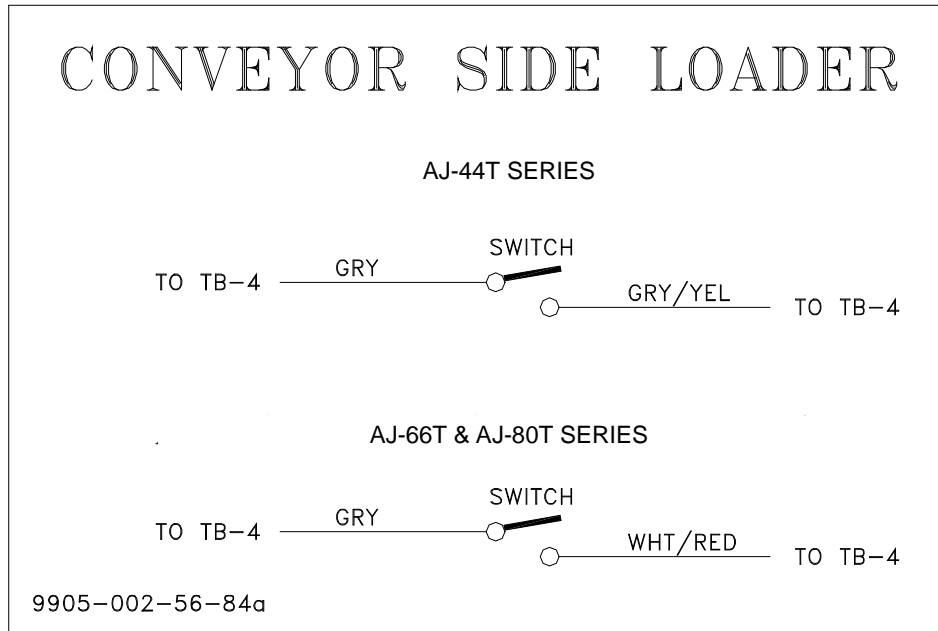 CONVEYOR SIDE LOADER
AJ-44T SERIES
SWITCH
TO TB-4 GRY
GRY/YEL TO TB-4
AJ-66T & AJ-80T SERIES
SWITCH
TO TB-4 GRY
WHT/RED TO TB-4
9905-002-56-84a